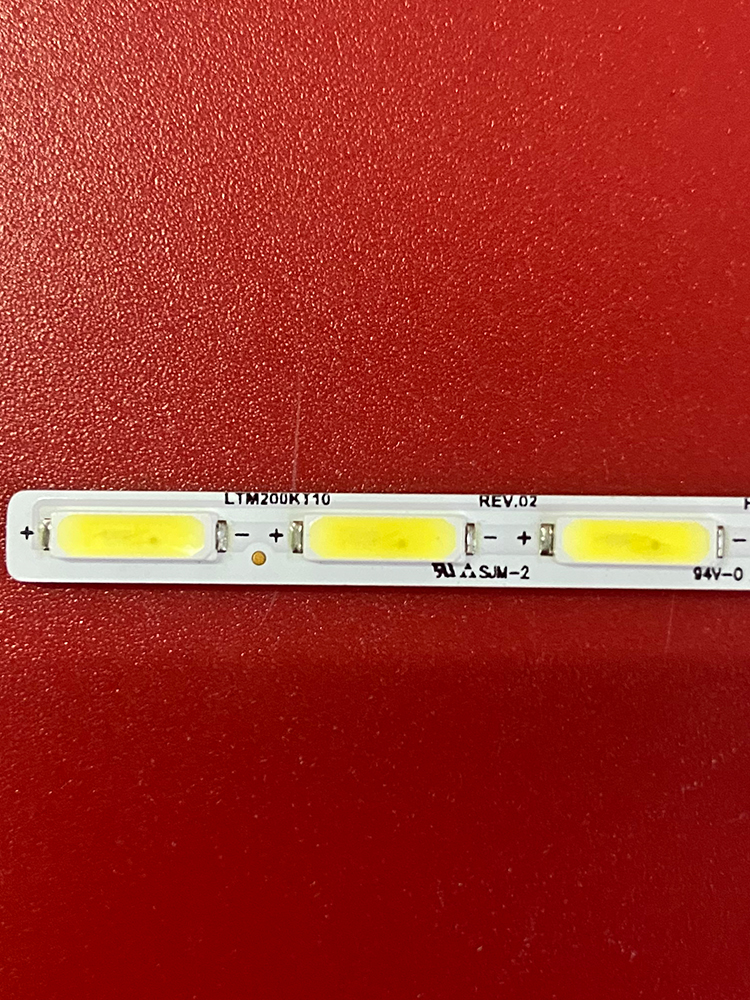 LTM200KT10 REV.02
+ - + - + -
SJM-2 94V-0